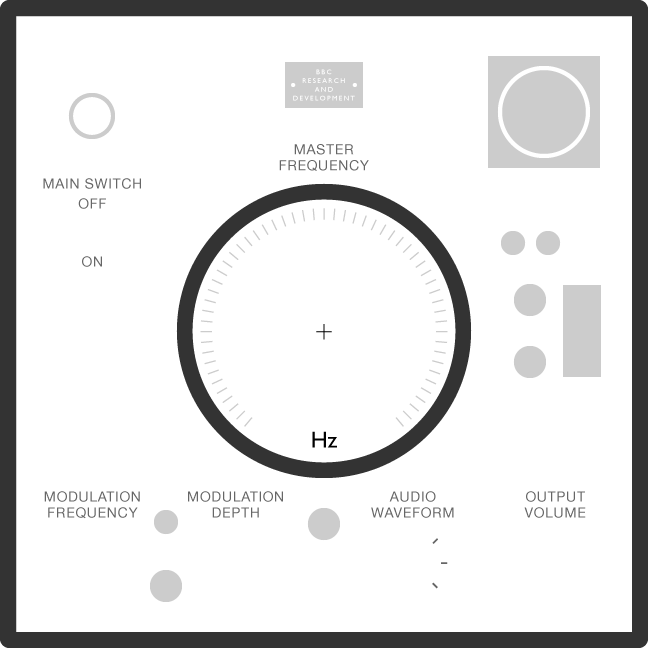 BBC
RESEARCH
AND
DEVELOPMENT
MASTER
FREQUENCY
MAIN SWITCH
OFF
ON
Hz
MODULATION
FREQUENCY
MODULATION
DEPTH
AUDIO
WAVEFORM
OUTPUT
VOLUME